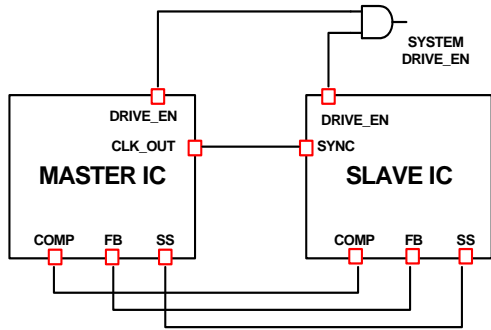 SYSTEM
DRIVE_EN
DRIVE_EN
DRIVE_EN
CLK_OUT
SYNC
MASTER IC
SLAVE IC
COMP FB SS
COMP FB SS